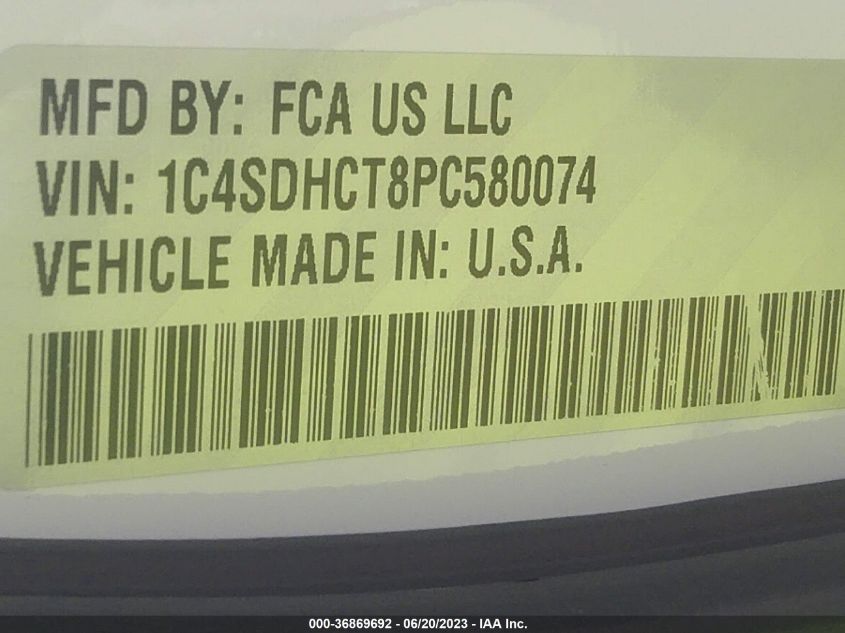 MFD BY: FCA US LLC
VIN: 1C4SDHCT8PC580074
VEHICLE MADE IN: U.S.A.
000-36869692 - 06/20/2023 - IAA Inc.